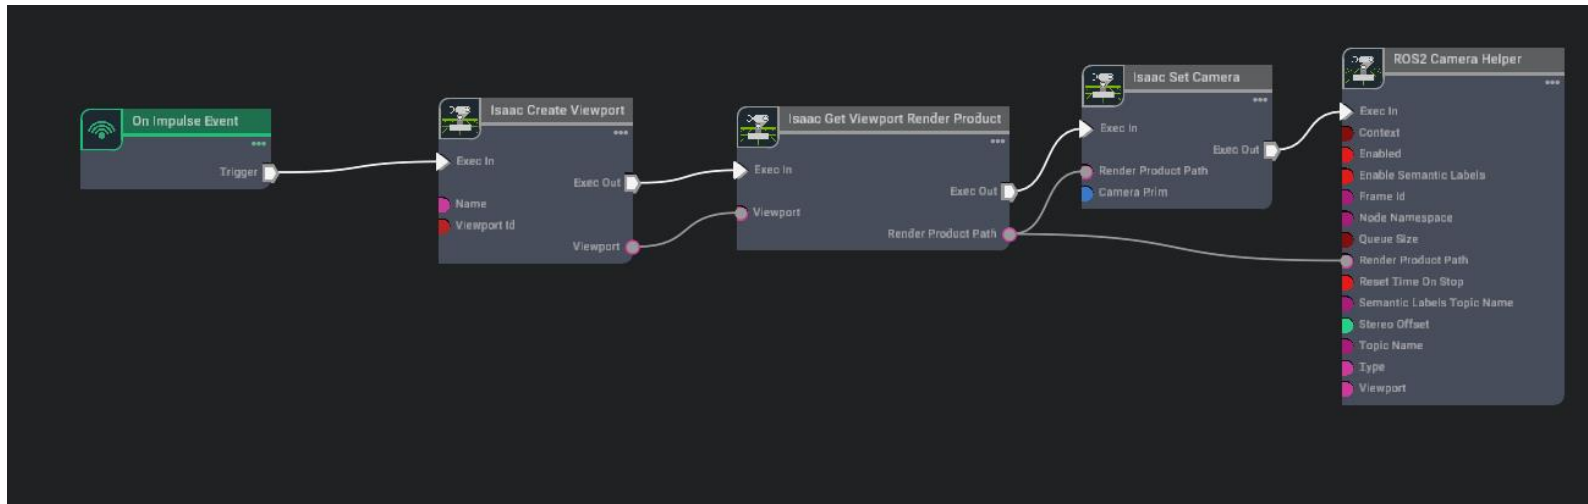 On Impulse Event
Trigger
Isaac Create Viewport
Exec In
Exec Out
Name
Viewport Id
Viewport
Isaac Get Viewport Render Product
Exec In
Exec Out
Viewport
Render Product Path
Isaac Set Camera
Exec In
Exec Out
Render Product Path
Camera Prim
ROS2 Camera Helper
Exec In
Context
Enabled
Enable Semantic Labels
Frame Id
Node Namespace
Queue Size
Render Product Path
Reset Time On Stop
Semantic Labels Topic Name
Stereo Offset
Topic Name
Type
Viewport